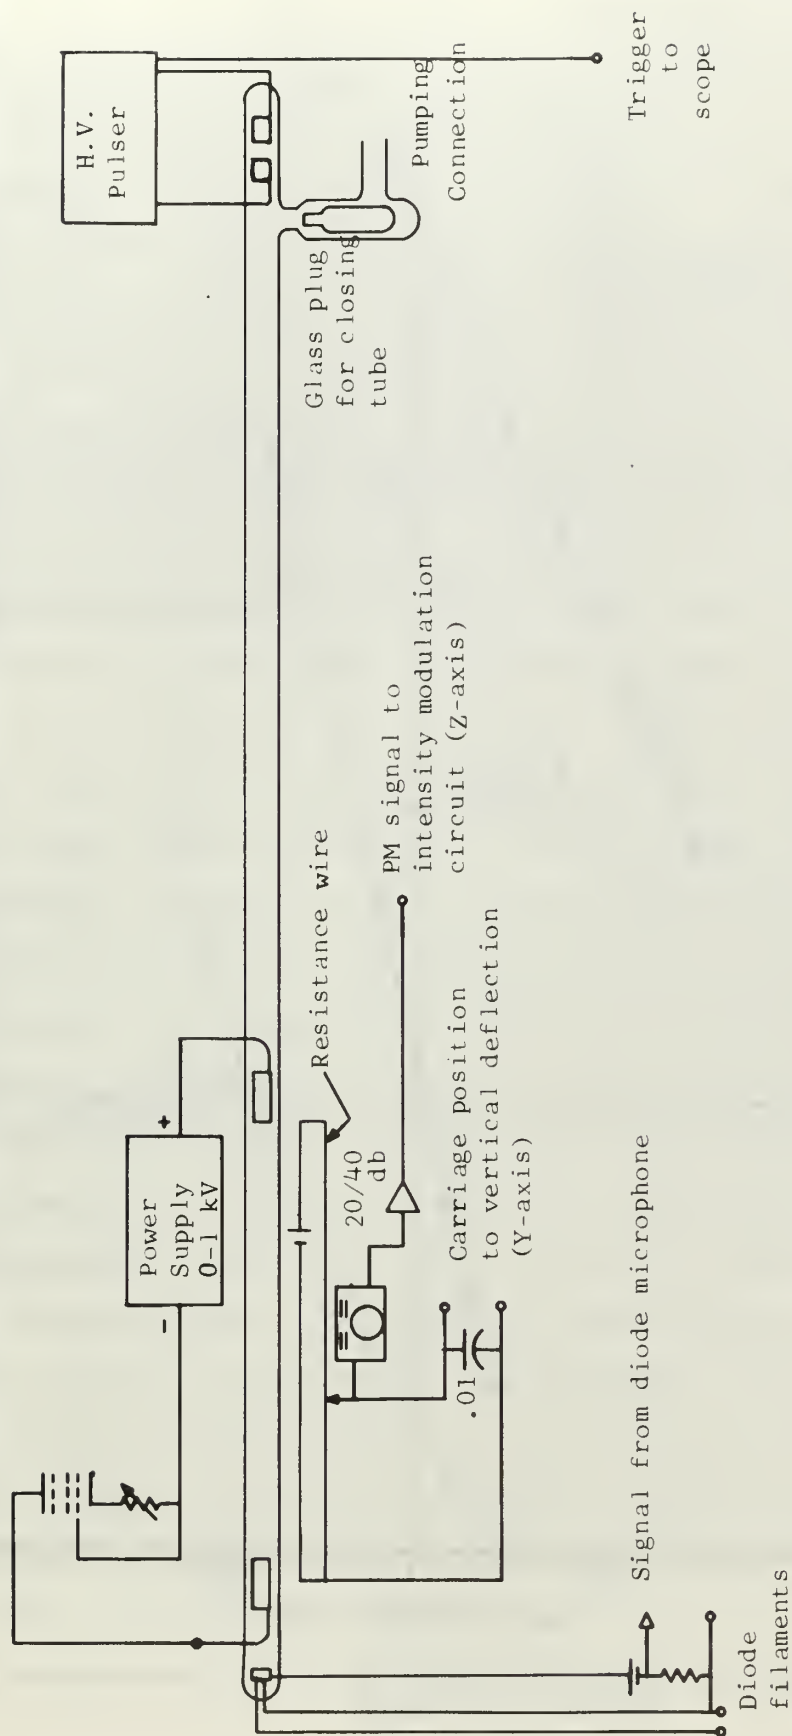 H.V.
Pulser
Trigger
to
scope
Pumping
Connection
Glass plug
for closing
tube
Power
Supply
0-1 kV
+
-
Resistance wire
20/40
db
PM signal to
intensity modulation
circuit (Z-axis)
Carriage position
to vertical deflection
(Y-axis)
.01
Signal from diode microphone
Diode
filaments